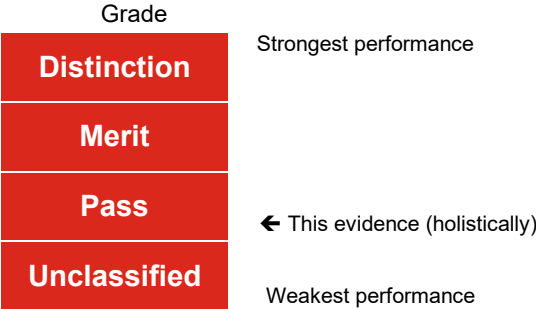 Grade
Strongest performance
Distinction
Merit
Pass
🡸 This evidence (holistically)
Unclassified
Weakest performance